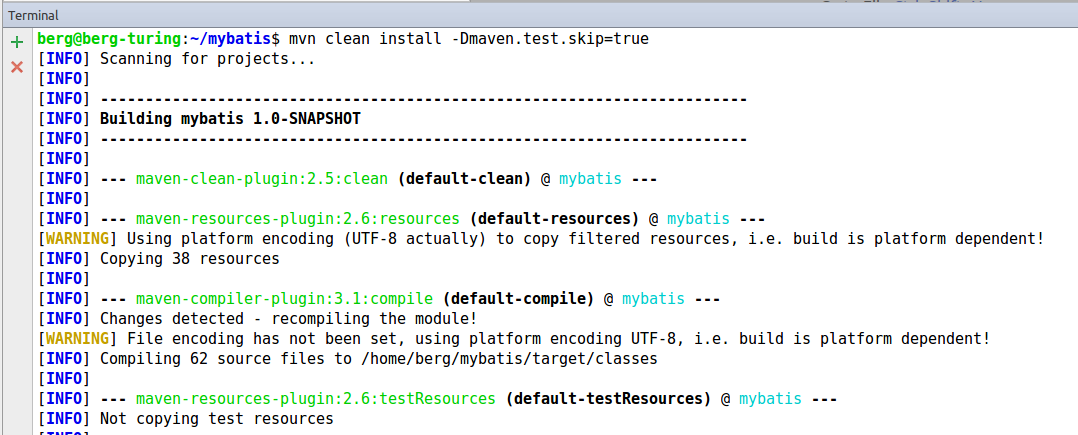 Terminal
berg@berg-turing:~/mybatis$ mvn clean install -Dmaven.test.skip=true
[INFO] Scanning for projects...
[INFO]
[INFO] ------------------------------------------------------------------------
[INFO] Building mybatis 1.0-SNAPSHOT
[INFO] ------------------------------------------------------------------------
[INFO]
[INFO] --- maven-clean-plugin:2.5:clean (default-clean) @ mybatis ---
[INFO]
[INFO] --- maven-resources-plugin:2.6:resources (default-resources) @ mybatis ---
[WARNING] Using platform encoding (UTF-8 actually) to copy filtered resources, i.e. build is platform dependent!
[INFO] Copying 38 resources
[INFO]
[INFO] --- maven-compiler-plugin:3.1:compile (default-compile) @ mybatis ---
[INFO] Changes detected - recompiling the module!
[WARNING] File encoding has not been set, using platform encoding UTF-8, i.e. build is platform dependent!
[INFO] Compiling 62 source files to /home/berg/mybatis/target/classes
[INFO]
[INFO] --- maven-resources-plugin:2.6:testResources (default-testResources) @ mybatis ---
[INFO] Not copying test resources
[INFO]